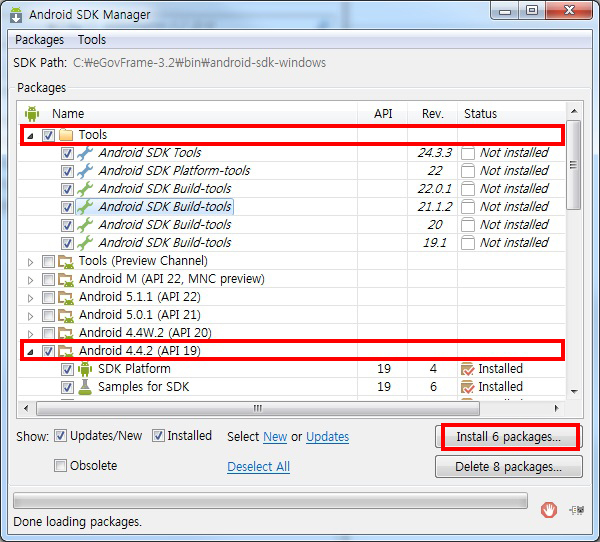 Android SDK Manager
Packages Tools
SDK Path: C:₩eGovFrame-3.2₩bin₩android-sdk-windows
Packages
Name API Rev. Status
Tools
Android SDK Tools 24.3.3 Not installed
Android SDK Platform-tools 22 Not installed
Android SDK Build-tools 22.0.1 Not installed
Android SDK Build-tools 21.1.2 Not installed
Android SDK Build-tools 20 Not installed
Android SDK Build-tools 19.1 Not installed
Tools (Preview Channel)
Android M (API 22, MNC preview)
Android 5.1.1 (API 22)
Android 5.0.1 (API 21)
Android 4.4W.2 (API 20)
Android 4.4.2 (API 19)
SDK Platform 19 4 Installed
Samples for SDK 19 6 Installed
Show: Updates/New Installed Select New or Updates Install 6 packages...
Obsolete Deselect All Delete 8 packages...
Done loading packages.